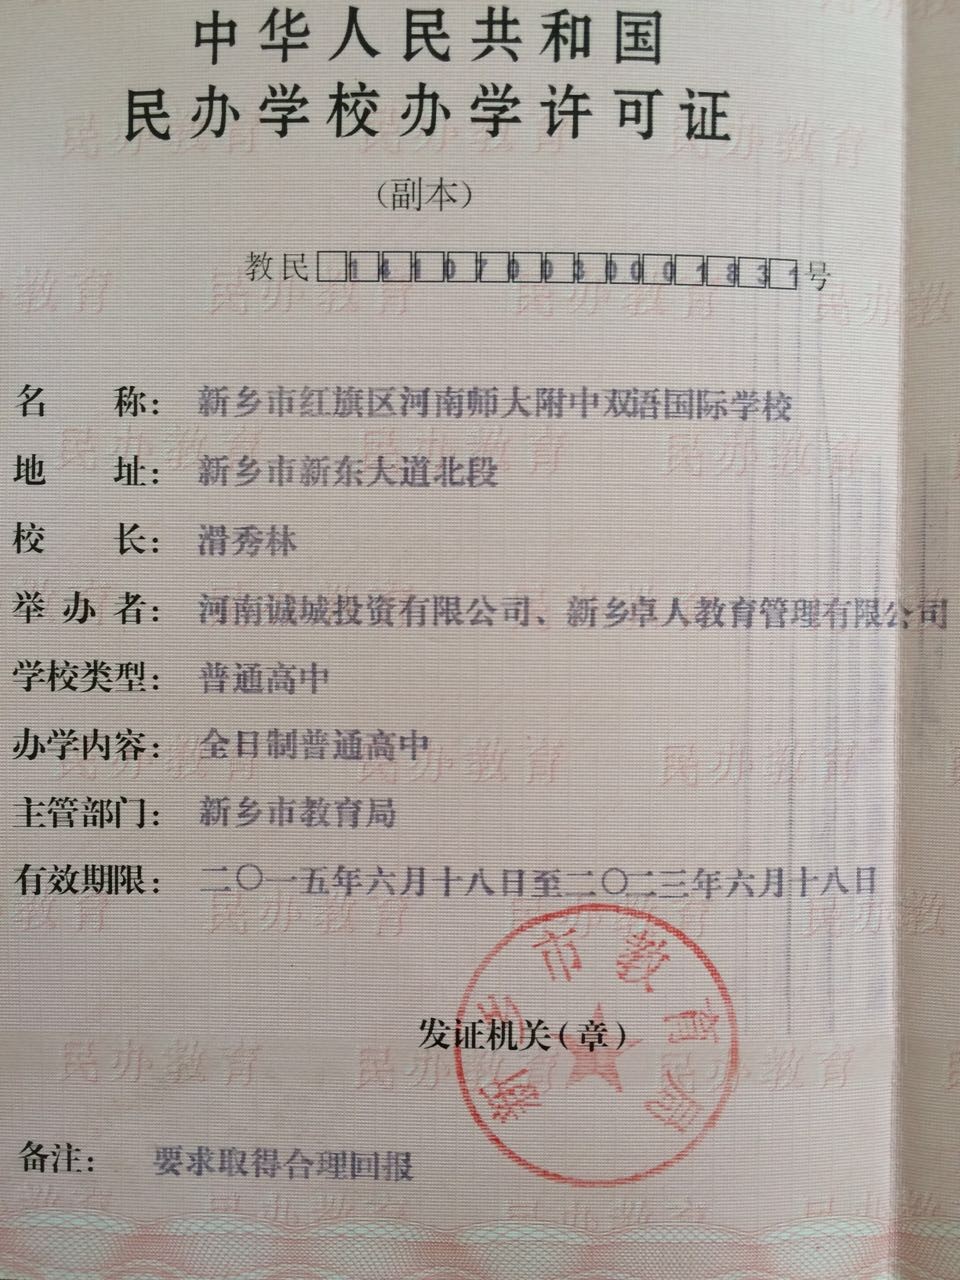 中华人民共和国
民办学校办学许可证
（副本）
教民141070030001831号
名称：新乡市红旗区河南师大附中双语国际学校
地址：新乡市新东大道北段
校长：滑秀林
举办者：河南诚城投资有限公司、新乡卓人教育管理有限公司
学校类型：普通高中
办学内容：全日制普通高中
主管部门：新乡市教育局
有效期限：二〇一五年六月十八日至二〇二三年六月十八日
新乡市教育局
发证机关（章）
备注：要求取得合理回报